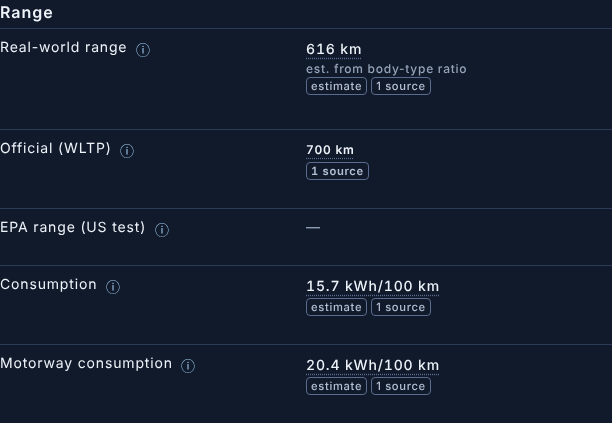 Range
Real-world range ⓘ
616 km
est. from body-type ratio
estimate 1 source
Official (WLTP) ⓘ
700 km
1 source
EPA range (US test) ⓘ
—
Consumption ⓘ
15.7 kWh/100 km
estimate 1 source
Motorway consumption ⓘ
20.4 kWh/100 km
estimate 1 source